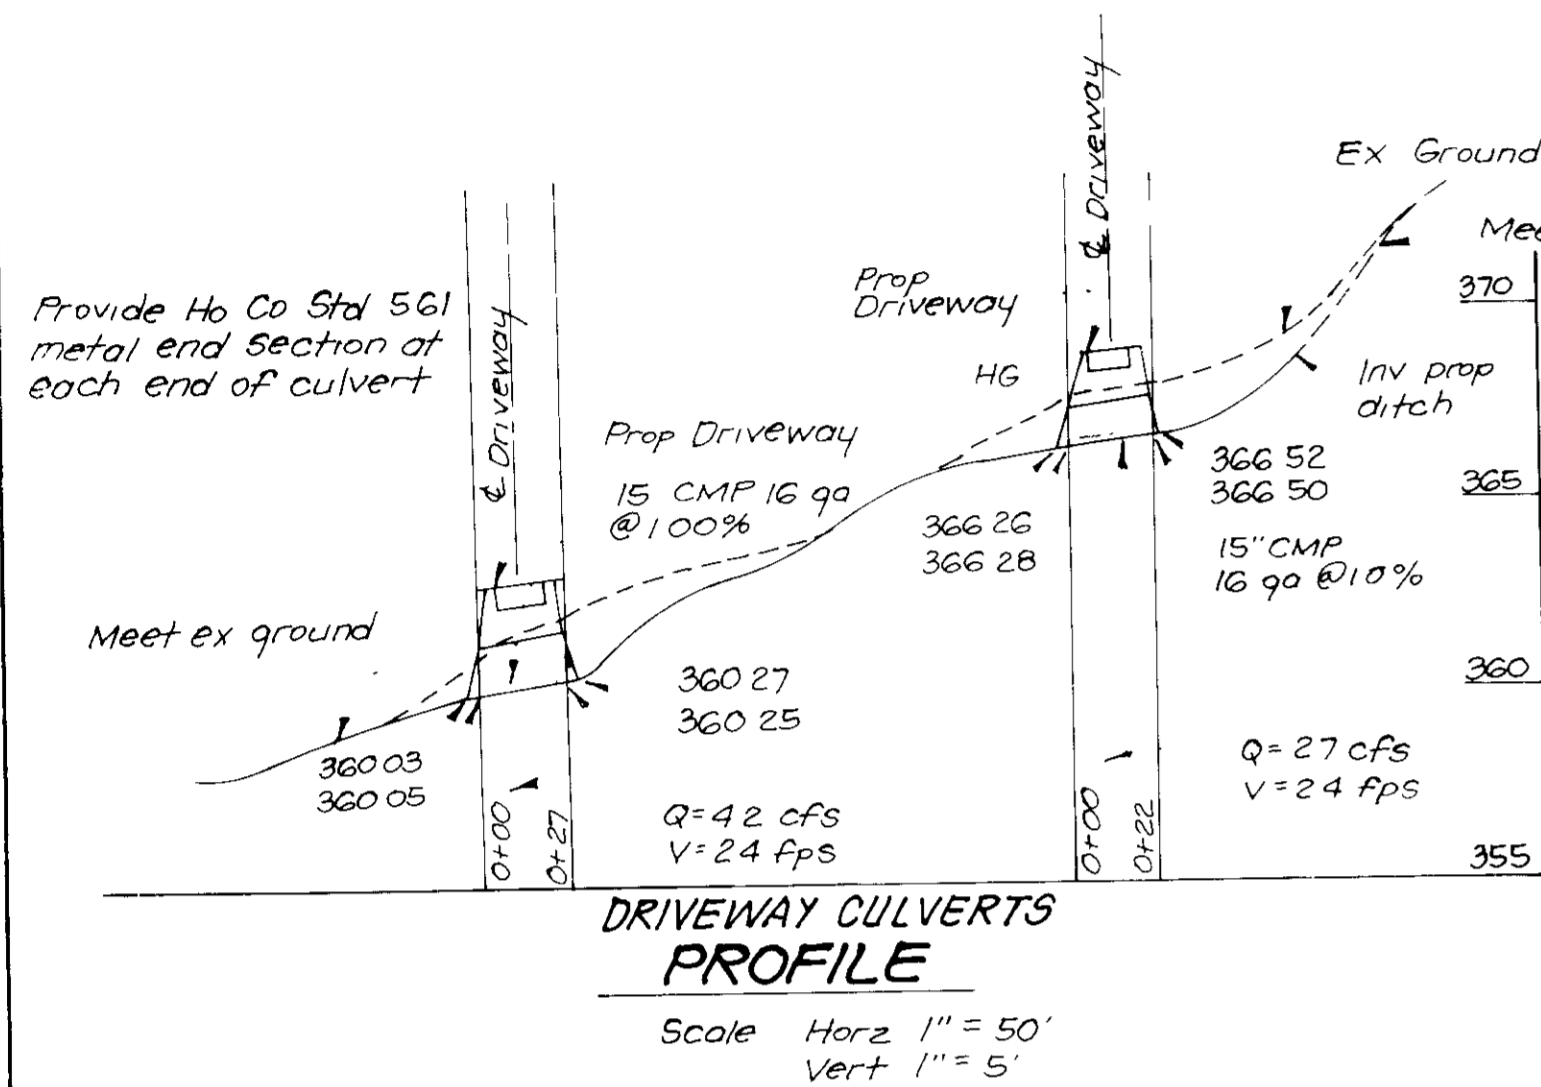 Provide Ho Co Std 561
metal end section at
each end of culvert
℄ Driveway
Prop Driveway
15 CMP 16 ga
@ 1 00%
Meet ex ground
360 03
360 05
360 27
360 25
Q= 4 2 cfs
V= 2 4 fps
0+00
0+27
Prop
Driveway
HG
℄ Driveway
366 26
366 28
366 52
366 50
15" CMP
16 ga @ 1 0%
Q= 2 7 cfs
V= 2 4 fps
0+00
0+22
Ex Ground
Mee
Inv prop
ditch
370
365
360
355
DRIVEWAY CULVERTS
PROFILE
Scale Horz 1" = 50'
Vert 1" = 5'